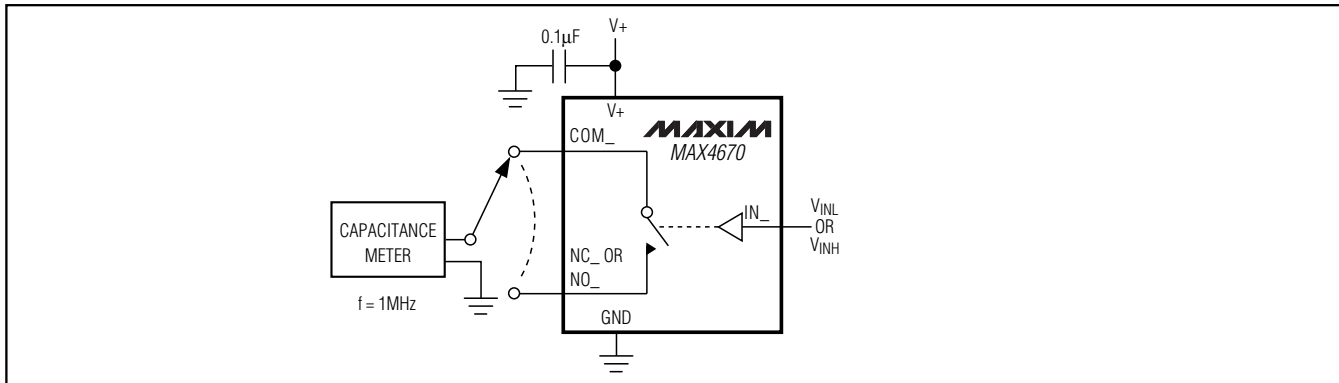 0.1µF
V+
V+
MAXIM
MAX4670
COM_
IN_
VINL
OR
VINH
CAPACITANCE
METER
NC_ OR
NO_
f = 1MHz
GND